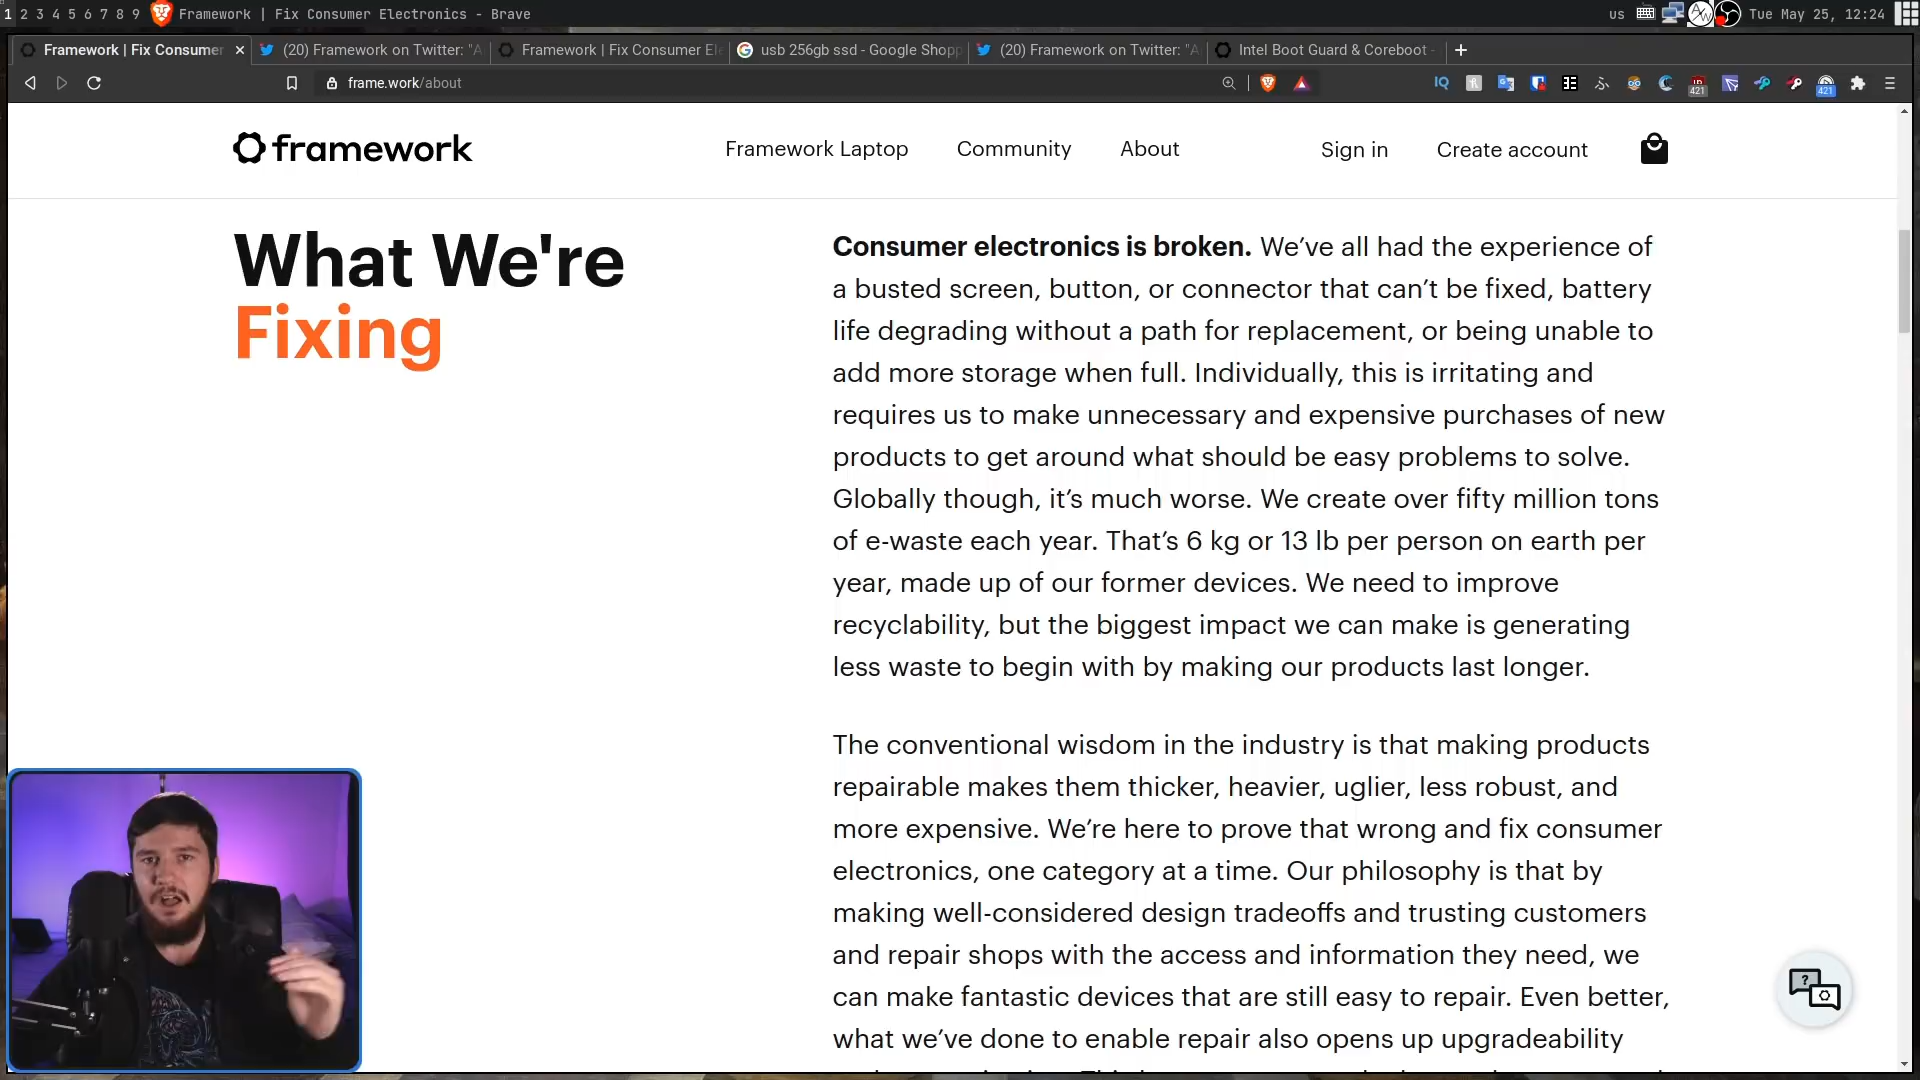 1 2 3 4 5 6 7 8 9 Framework | Fix Consumer Electronics - Brave us Tue May 25, 12:24
Framework | Fix Consumer (20) Framework on Twitter: "A Framework | Fix Consumer Ele usb 256gb ssd - Google Shopp (20) Framework on Twitter: "A Intel Boot Guard & Coreboot -
frame.work/about IQ 421 421
framework Framework Laptop Community About Sign in Create account
What We're
Fixing
Consumer electronics is broken. We’ve all had the experience of
a busted screen, button, or connector that can’t be fixed, battery
life degrading without a path for replacement, or being unable to
add more storage when full. Individually, this is irritating and
requires us to make unnecessary and expensive purchases of new
products to get around what should be easy problems to solve.
Globally though, it’s much worse. We create over fifty million tons
of e-waste each year. That’s 6 kg or 13 lb per person on earth per
year, made up of our former devices. We need to improve
recyclability, but the biggest impact we can make is generating
less waste to begin with by making our products last longer.
The conventional wisdom in the industry is that making products
repairable makes them thicker, heavier, uglier, less robust, and
more expensive. We’re here to prove that wrong and fix consumer
electronics, one category at a time. Our philosophy is that by
making well-considered design tradeoffs and trusting customers
and repair shops with the access and information they need, we
can make fantastic devices that are still easy to repair. Even better,
what we’ve done to enable repair also opens up upgradeability